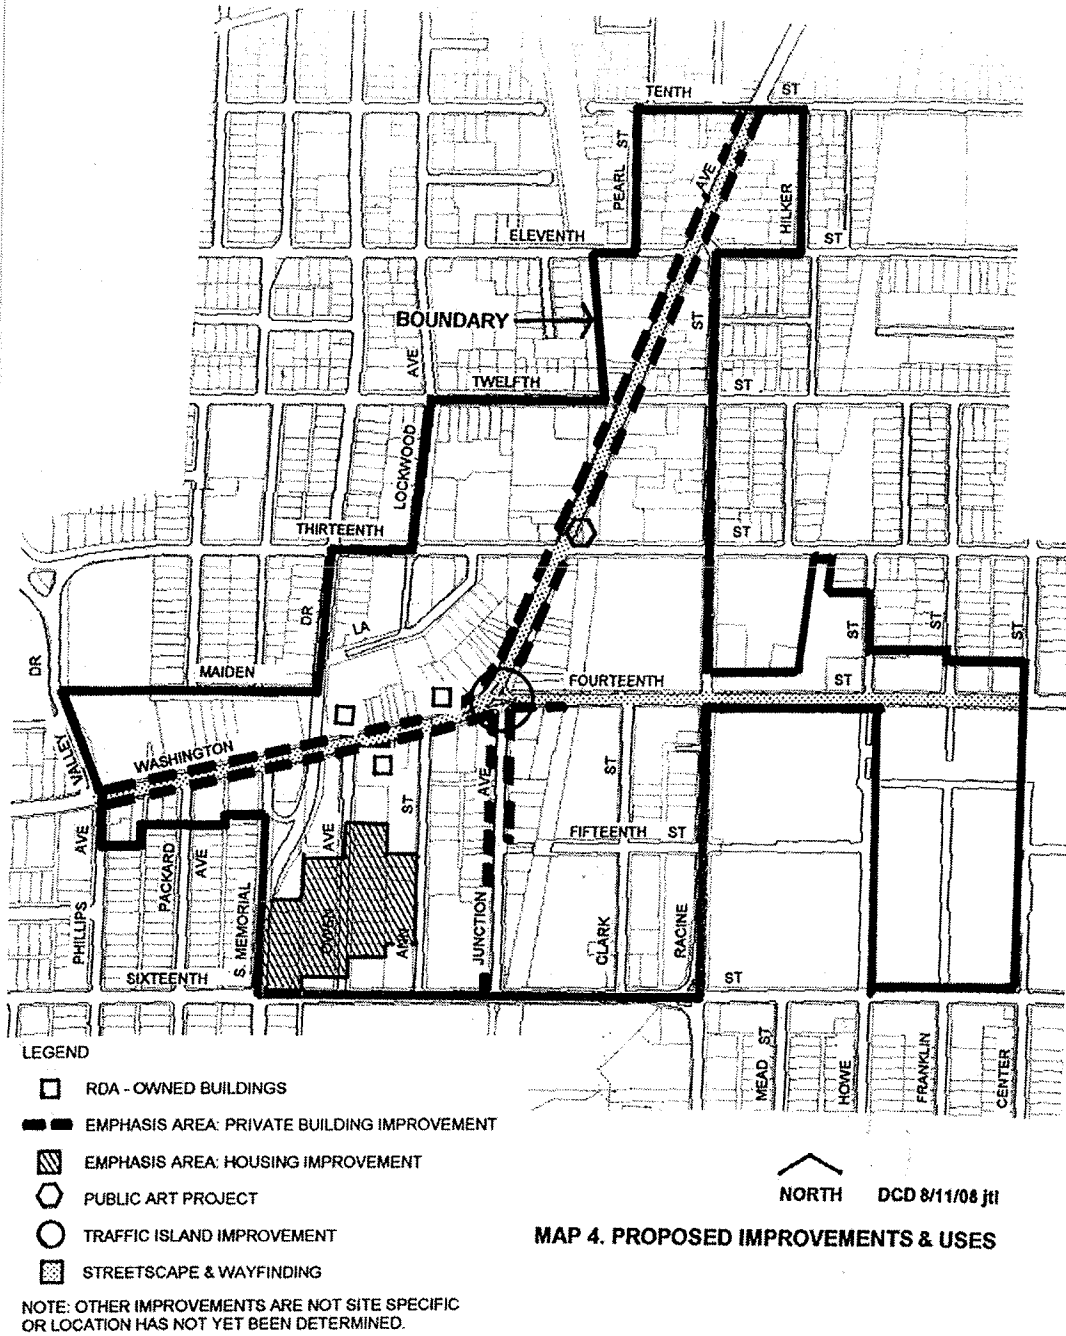 TENTH ST
PEARL ST
AVE
HILKER
ELEVENTH ST
BOUNDARY
ST
AVE
TWELFTH ST
LOCKWOOD
THIRTEENTH ST
DR
DR
LA
ST
ST
ST
MAIDEN
FOURTEENTH ST
VALLEY
WASHINGTON
AVE
ST
ST
AVE
PACKARD
AVE
AVE
FIFTEENTH ST
PHILLIPS
S. MEMORIAL
JUNCTION
CLARK
RACINE
SIXTEENTH ST
MEAD ST
HOWE
FRANKLIN
CENTER
LEGEND
RDA - OWNED BUILDINGS
EMPHASIS AREA: PRIVATE BUILDING IMPROVEMENT
EMPHASIS AREA: HOUSING IMPROVEMENT
PUBLIC ART PROJECT
TRAFFIC ISLAND IMPROVEMENT
STREETSCAPE & WAYFINDING
NOTE: OTHER IMPROVEMENTS ARE NOT SITE SPECIFIC
OR LOCATION HAS NOT YET BEEN DETERMINED.
NORTH DCD 8/11/08 jtl
MAP 4. PROPOSED IMPROVEMENTS & USES